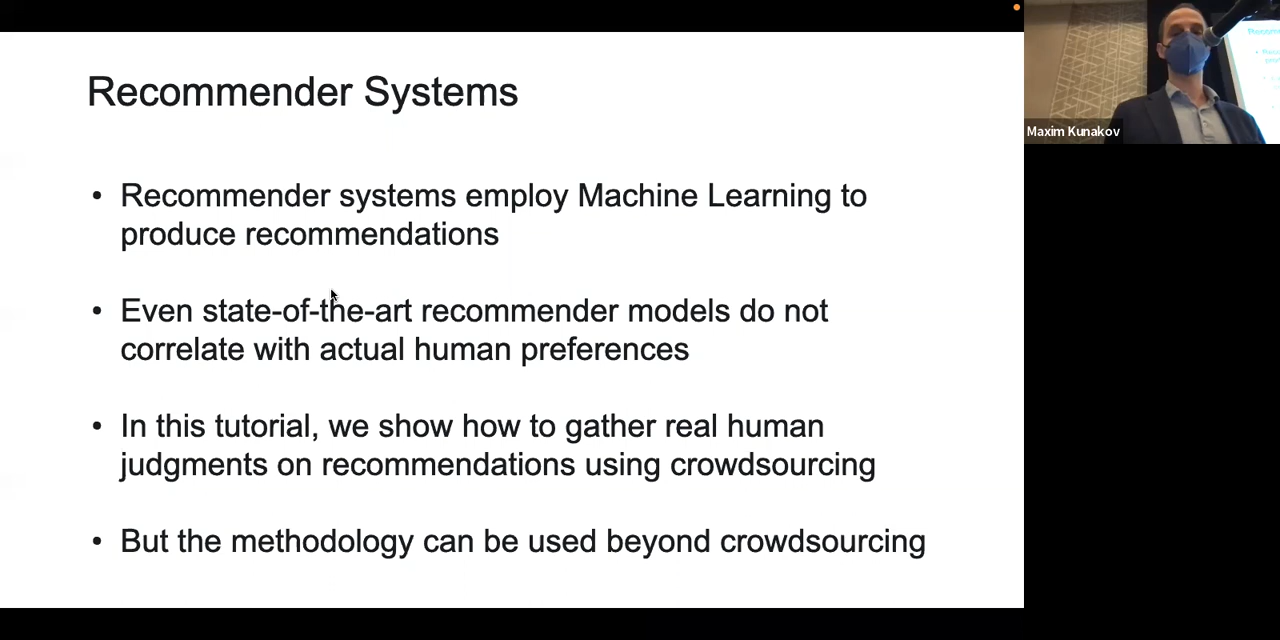 Recommender Systems
• Recommender systems employ Machine Learning to
produce recommendations
• Even state-of-the-art recommender models do not
correlate with actual human preferences
• In this tutorial, we show how to gather real human
judgments on recommendations using crowdsourcing
• But the methodology can be used beyond crowdsourcing
Maxim Kunakov